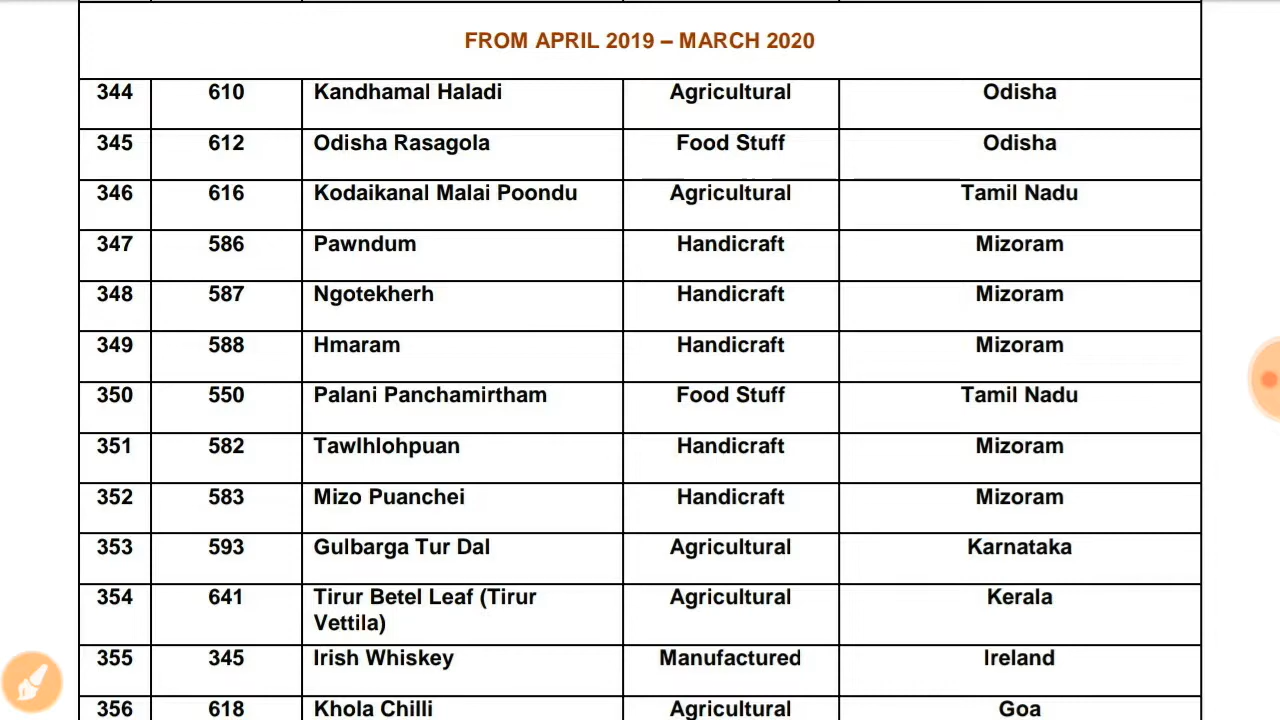 FROM APRIL 2019 – MARCH 2020
344 610 Kandhamal Haladi Agricultural Odisha
345 612 Odisha Rasagola Food Stuff Odisha
346 616 Kodaikanal Malai Poondu Agricultural Tamil Nadu
347 586 Pawndum Handicraft Mizoram
348 587 Ngotekherh Handicraft Mizoram
349 588 Hmaram Handicraft Mizoram
350 550 Palani Panchamirtham Food Stuff Tamil Nadu
351 582 Tawlhlohpuan Handicraft Mizoram
352 583 Mizo Puanchei Handicraft Mizoram
353 593 Gulbarga Tur Dal Agricultural Karnataka
354 641 Tirur Betel Leaf (Tirur Agricultural Kerala
Vettila)
355 345 Irish Whiskey Manufactured Ireland
356 618 Khola Chilli Agricultural Goa